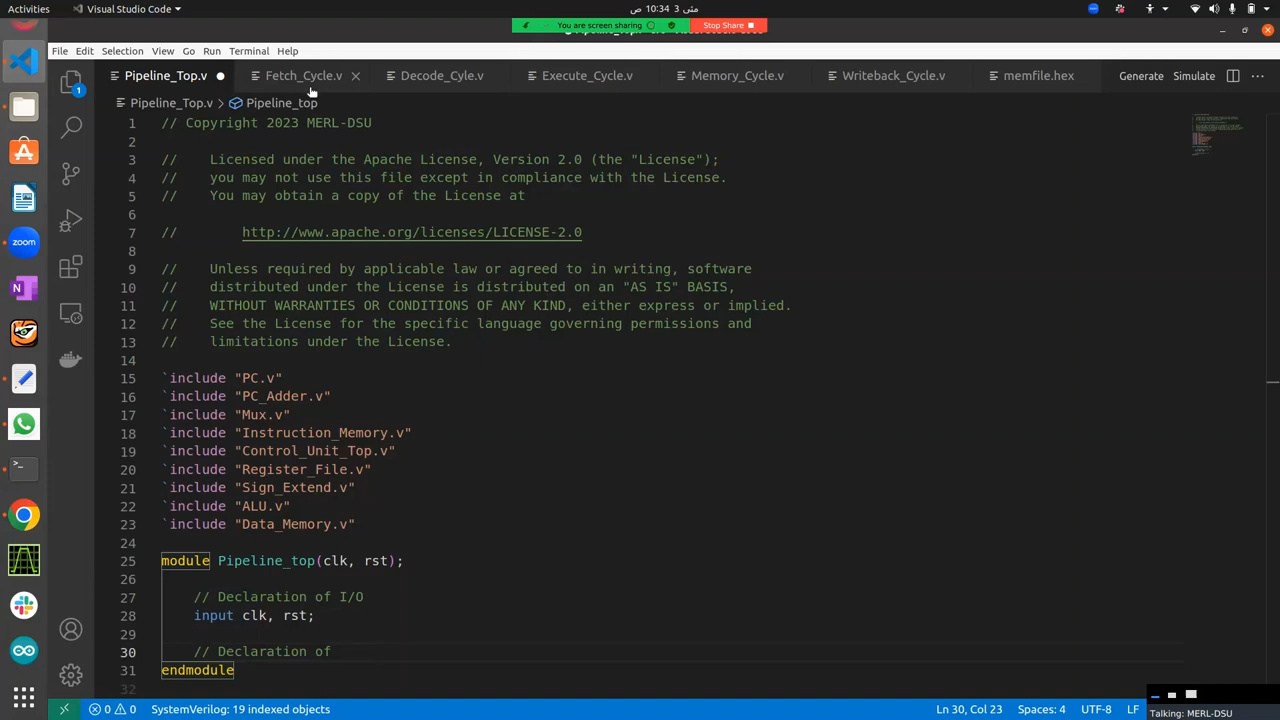 Activities
Visual Studio Code
مئی 3 10:34 ص
You are screen sharing
Stop Share
File Edit Selection View Go Run Terminal Help
Pipeline_Top.v Fetch_Cycle.v Decode_Cyle.v Execute_Cycle.v Memory_Cycle.v Writeback_Cycle.v memfile.hex Generate Simulate
Pipeline_Top.v > Pipeline_top
1 // Copyright 2023 MERL-DSU
2
3 // Licensed under the Apache License, Version 2.0 (the "License");
4 // you may not use this file except in compliance with the License.
5 // You may obtain a copy of the License at
6
7 // http://www.apache.org/licenses/LICENSE-2.0
8
9 // Unless required by applicable law or agreed to in writing, software
10 // distributed under the License is distributed on an "AS IS" BASIS,
11 // WITHOUT WARRANTIES OR CONDITIONS OF ANY KIND, either express or implied.
12 // See the License for the specific language governing permissions and
13 // limitations under the License.
14
15 `include "PC.v"
16 `include "PC_Adder.v"
17 `include "Mux.v"
18 `include "Instruction_Memory.v"
19 `include "Control_Unit_Top.v"
20 `include "Register_File.v"
21 `include "Sign_Extend.v"
22 `include "ALU.v"
23 `include "Data_Memory.v"
24
25 module Pipeline_top(clk, rst);
26
27 // Declaration of I/O
28 input clk, rst;
29
30 // Declaration of
31 endmodule
32
1
zoom
0 0 SystemVerilog: 19 indexed objects Ln 30, Col 23 Spaces: 4 UTF-8 LF
Talking: MERL-DSU